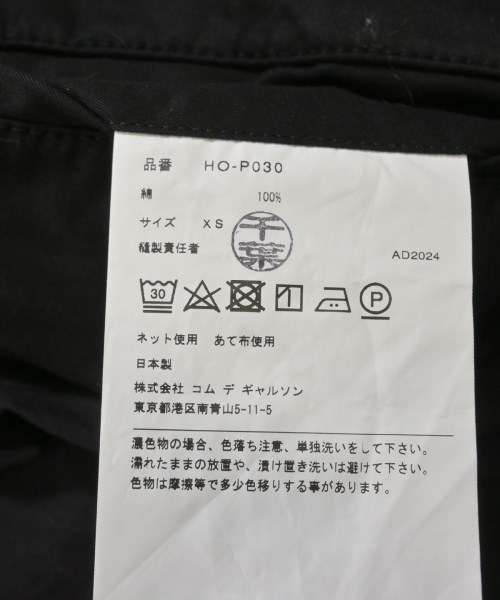 品番 HO-P030
綿 100%
サイズ XS
縫製責任者 千葉 AD2024
30 P
ネット使用 あて布使用
日本製
株式会社 コム デ ギャルソン
東京都港区南青山5-11-5
濃色物の場合、色落ち注意、単独洗いをして下さい。
濡れたままの放置や、漬け置き洗いは避けて下さい。
色物は摩擦等で多少色移りする事があります。